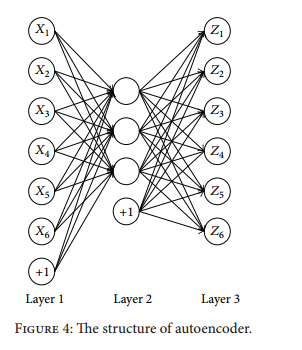 X1 Z1
X2 Z2
X3 Z3
X4 Z4
X5 Z5
X6 +1 Z6
+1
Layer 1 Layer 2 Layer 3
FIGURE 4: The structure of autoencoder.